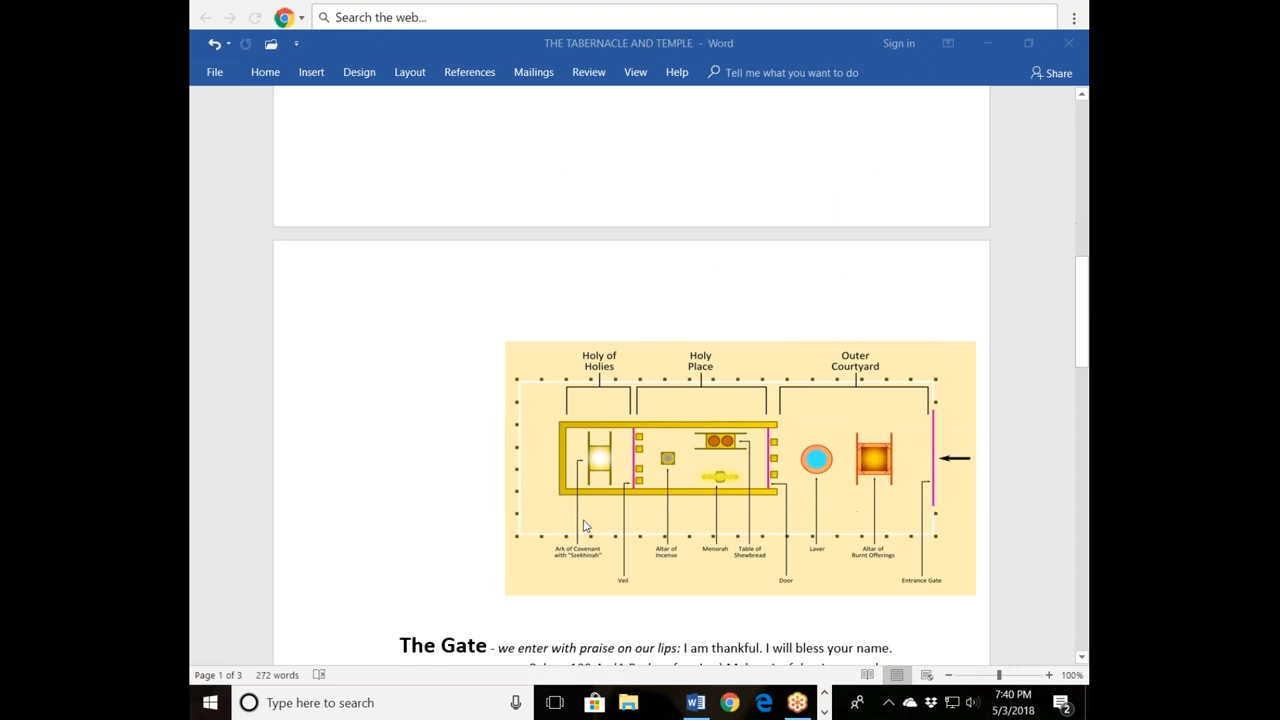 Search the web...
THE TABERNACLE AND TEMPLE - Word
Sign in
File Home Insert Design Layout References Mailings Review View Help Tell me what you want to do Share
Holy of
Holies
Holy
Place
Outer
Courtyard
Ark of Covenant
with "Szekhinah"
Altar of
Incense
Menorah
Table of
Shewbread
Laver
Altar of
Burnt Offerings
Veil
Door
Entrance Gate
The Gate - we enter with praise on our lips: I am thankful. I will bless your name.
Page 1 of 3 272 words 100%
Type here to search
7:40 PM
5/3/2018
2